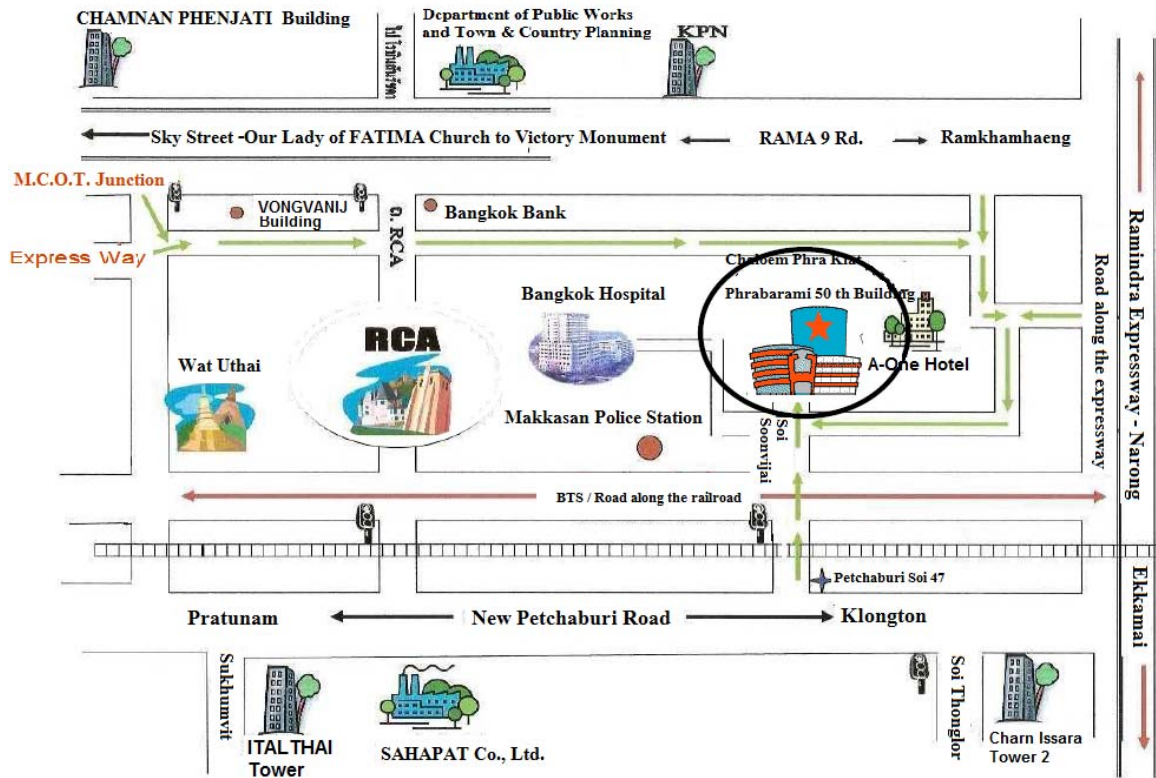 CHAMNAN PHENJATI Building
Department of Public Works
and Town & Country Planning
KPN
Sky Street -Our Lady of FATIMA Church to Victory Monument
RAMA 9 Rd.
Ramkhamhaeng
M.C.O.T. Junction
Express Way
VONGVANIJ
Building
ถ. RCA
Bangkok Bank
Chaloem Phra Kiat
Phrabarami 50 th Building
Bangkok Hospital
RCA
Wat Uthai
A-One Hotel
Makkasan Police Station
Soi
Soonvijai
Road along the expressway
Ramindra Expressway - Narong
BTS / Road along the railroad
Petchaburi Soi 47
Pratunam
New Petchaburi Road
Klongton
Ekkamai
Sukhumvit
ITALTHAI
Tower
SAHAPAT Co., Ltd.
Soi Thonglor
Charn Issara
Tower 2